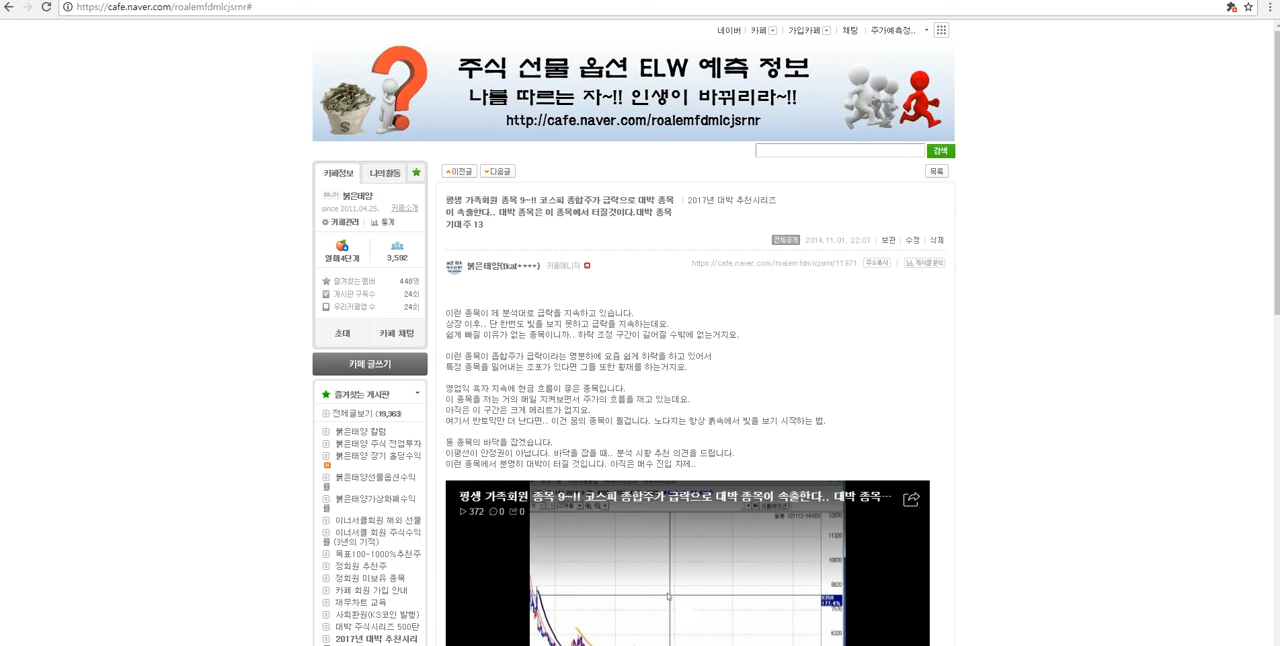 https://cafe.naver.com/roalemfdmlcjsrnr#
네이버 카페 가입카페 채팅 주가예측정..
주식 선물 옵션 ELW 예측 정보
나를 따르는 자~!! 인생이 바뀌리라~!!
http://cafe.naver.com/roalemfdmlcjsrnr
검색
카페정보 나의활동
이전글 다음글 목록
매니저 붉은태양
since 2011.04.25. 카페소개
카페관리 통계
열매4단계 3,592
즐겨찾는 멤버 448명
게시판 구독수 24회
우리카페앱 수 24회
초대 카페 채팅
카페 글쓰기
즐겨찾는 게시판
전체글보기 (19,363)
붉은태양 칼럼
붉은태양 주식 전업투자
붉은태양 장기 홀딩수익
붉은태양선물옵션수익
률
붉은태양가상화폐수익
률
이너서클회원 해외 선물
이너서클 회원 주식수익
률 (3년의 기적)
목표100-1000%추천주
정회원 추천주
정회원 미보유 종목
카페 회원 가입 안내
재무차트 교육
사회환원(KS코인 발행)
대박 주식시리즈 500탄
2017년 대박 추천시리
평생 가족회원 종목 9~!! 코스피 종합주가 급락으로 대박 종목 2017년 대박 추천시리즈
이 속출한다.. 대박 종목은 이 종목에서 터질것이다.대박 종목
기대주 13
전체공개 2014.11.01. 22:07 보관 수정 삭제
붉은태양(tkat****) 카페매니저 https://cafe.naver.com/roalemfdmlcjsrnr/11971 주소복사 게시글분석
이런 종목이 제 분석대로 급락을 지속하고 있습니다.
상장 이후.. 단 한번도 빛을 보지 못하고 급락을 지속하는데요.
쉽게 빠질 이유가 없는 종목이니까.. 하락 조정 구간이 길어질 수밖에 없는거지요.
이런 종목이 종합주가 급락이라는 명분하에 요즘 쉽게 하락을 하고 있어서
특정 종목을 밀어내는 조포가 있다면 그들 또한 횡재를 하는거지요.
영업익 흑자 지속에 현금 흐름이 좋은 종목입니다.
이 종목을 저는 거의 매일 지켜보면서 주가의 흐름을 재고 있는데요.
아직은 이 구간은 크게 메리트가 업지요.
여기서 반토막만 더 난다면.. 이건 꿈의 종목이 될겁니다. 노다지는 항상 흙속에서 빛을 보기 시작하는 법.
동 종목의 바닥을 잡겠습니다.
이평선이 안정권이 아닙니다. 바닥을 잡을 때.. 분석 시황 추천 의견을 드립니다.
이런 종목에서 분명히 대박이 터질 것입니다. 아직은 매수 진입 자제..
평생 가족회원 종목 9~!! 코스피 종합주가 급락으로 대박 종목이 속출한다.. 대박 종목…
372 0 0
12530
11320
10070
8820
7570
6320